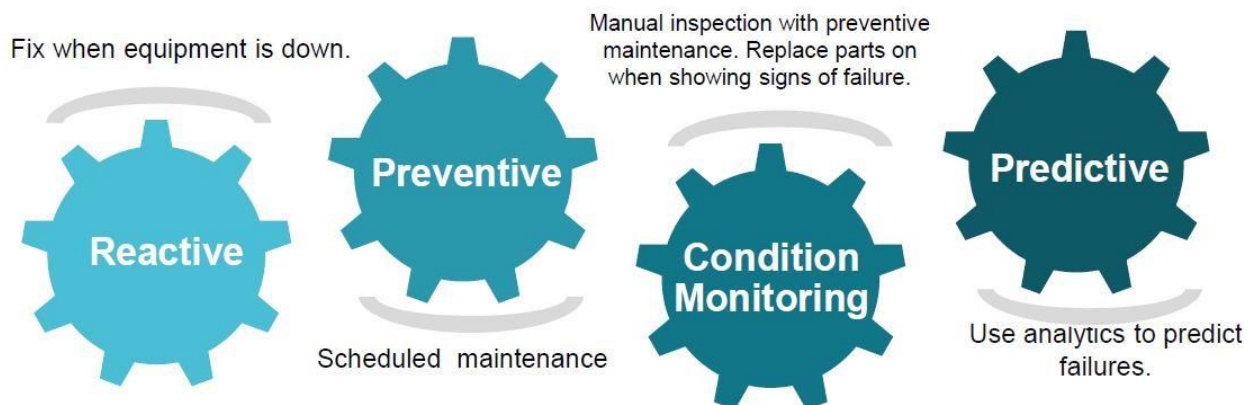 Fix when equipment is down.
Reactive
Preventive
Scheduled maintenance
Manual inspection with preventive
maintenance. Replace parts on
when showing signs of failure.
Condition
Monitoring
Predictive
Use analytics to predict
failures.